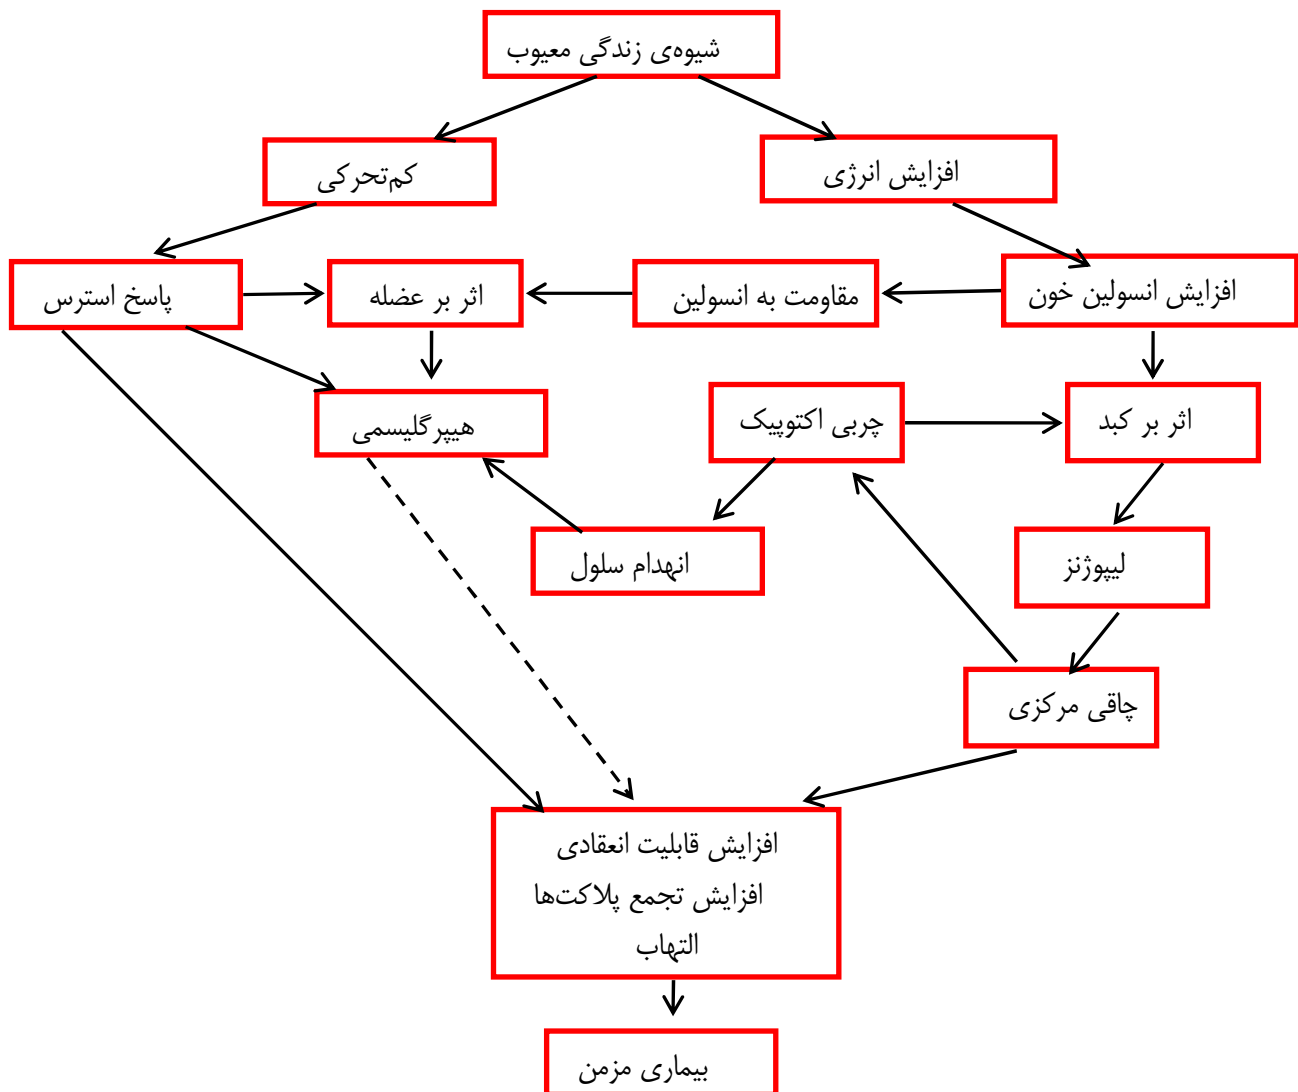 شیوه‌ی زندگی معیوب
افزایش انرژی
کم‌تحرکی
افزایش انسولین خون
مقاومت به انسولین
اثر بر عضله
پاسخ استرس
اثر بر کبد
چربی اکتوپیک
هیپرگلیسمی
لیپوژنز
انهدام سلول
چاقی مرکزی
افزایش قابلیت انعقادی
افزایش تجمع پلاکت‌ها
التهاب
بیماری مزمن